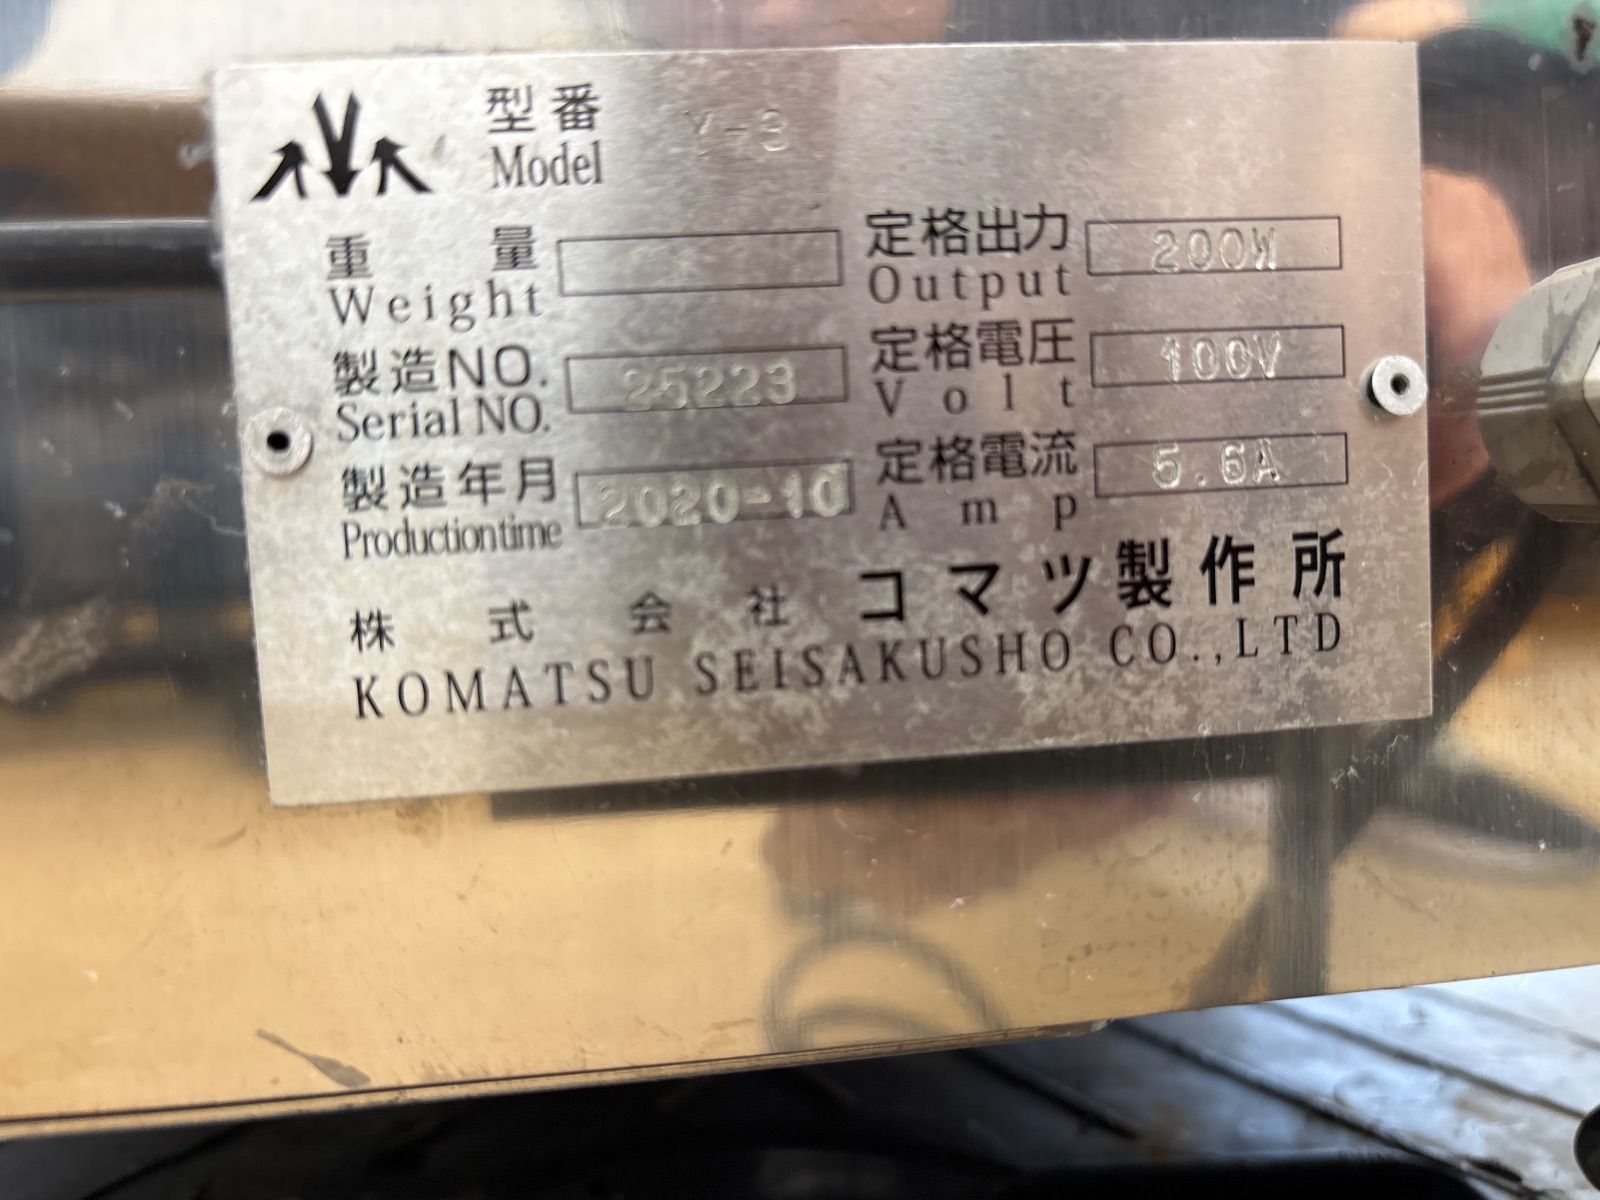 型番 Y-3
Model
重量
Weight
製造NO. 25223
Serial NO.
製造年月 2020-10
Productiontime
定格出力 200W
Output
定格電圧 100V
Volt
定格電流 5.6A
Amp
株式会社 コマツ製作所
KOMATSU SEISAKUSHO CO.,LTD